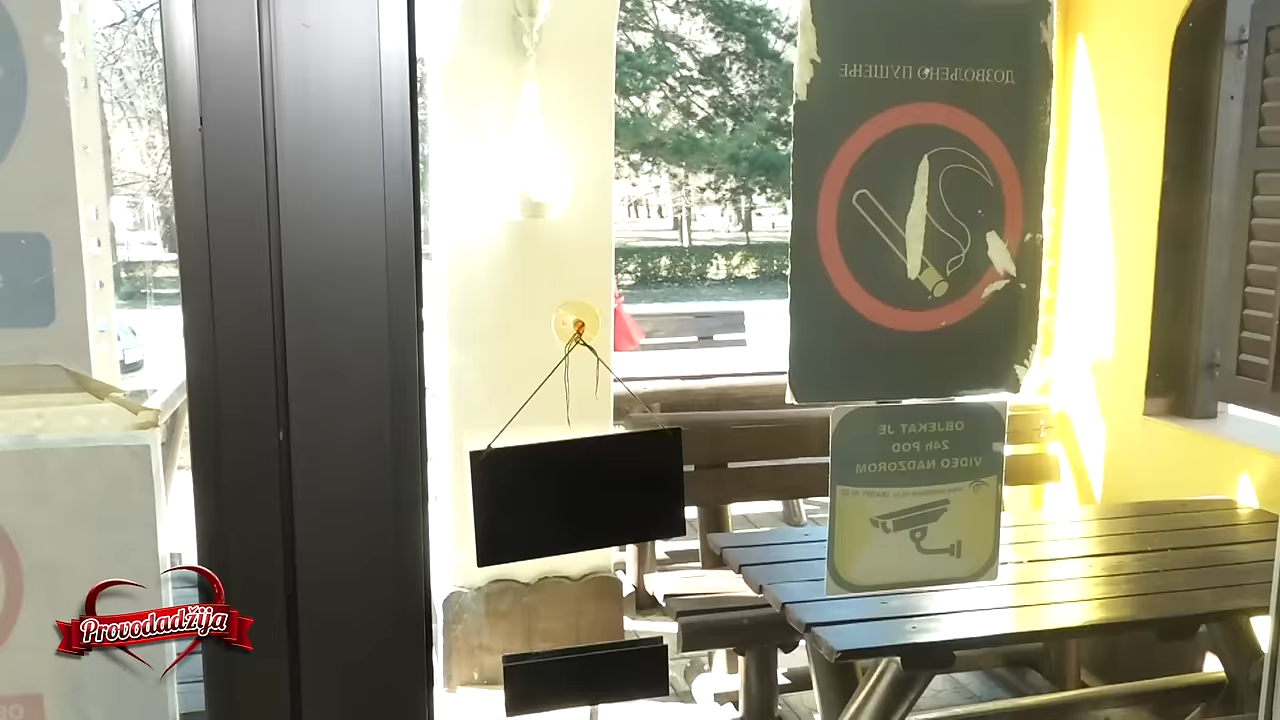 ДОЗВОЉЕНО ПУШЕЊЕ
OBJEKAT JE
24h POD
VIDEO NADZOROM
Provodadžija